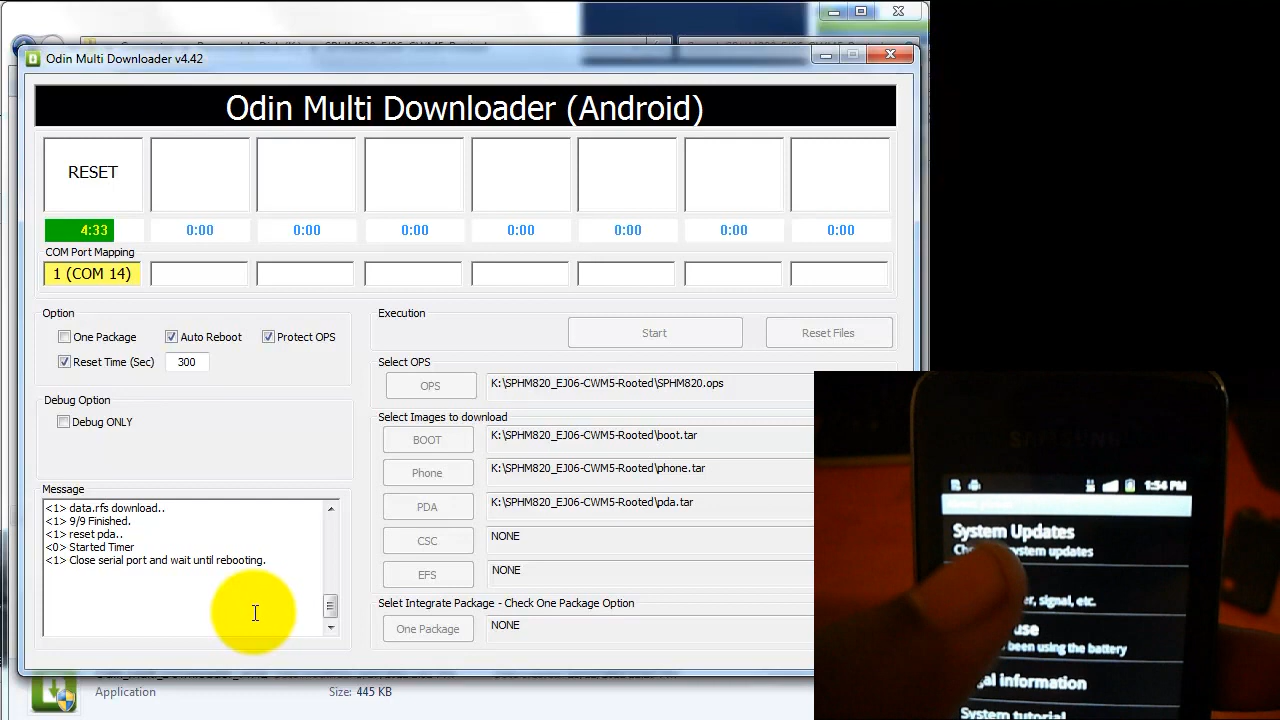 Odin Multi Downloader v4.42
Odin Multi Downloader (Android)
RESET
4:33
0:00
0:00
0:00
0:00
0:00
0:00
0:00
COM Port Mapping
1 (COM 14)
Option
One Package
Auto Reboot
Protect OPS
Reset Time (Sec)
300
Debug Option
Debug ONLY
Message
<1> data.rfs download..
<1> 9/9 Finished.
<1> reset pda..
<0> Started Timer
<1> Close serial port and wait until rebooting.
Execution
Start
Reset Files
Select OPS
OPS
K:\SPHM820_EJ06-CWM5-Rooted\SPHM820.ops
Select Images to download
BOOT
K:\SPHM820_EJ06-CWM5-Rooted\boot.tar
Phone
K:\SPHM820_EJ06-CWM5-Rooted\phone.tar
PDA
K:\SPHM820_EJ06-CWM5-Rooted\pda.tar
CSC
NONE
EFS
NONE
Selet Integrate Package - Check One Package Option
One Package
NONE
Application
Size: 445 KB
SAMSUNG
1:54 PM
System Updates
system updates
signal, etc.
been using the battery
information
System tutorial